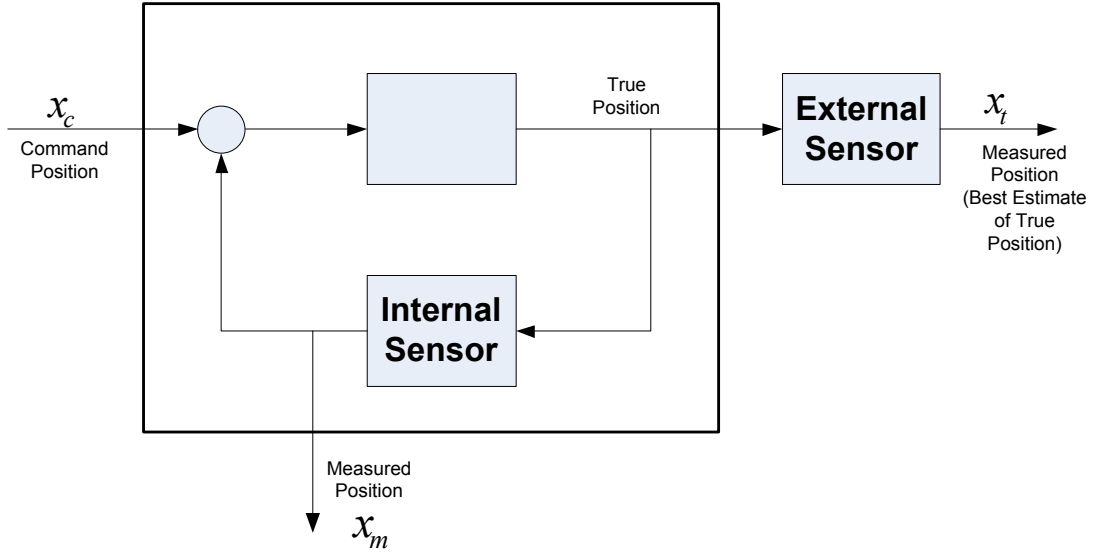 x_c
Command
Position
True
Position
External
Sensor
x_t
Measured
Position
(Best Estimate
of True
Position)
Internal
Sensor
Measured
Position
x_m